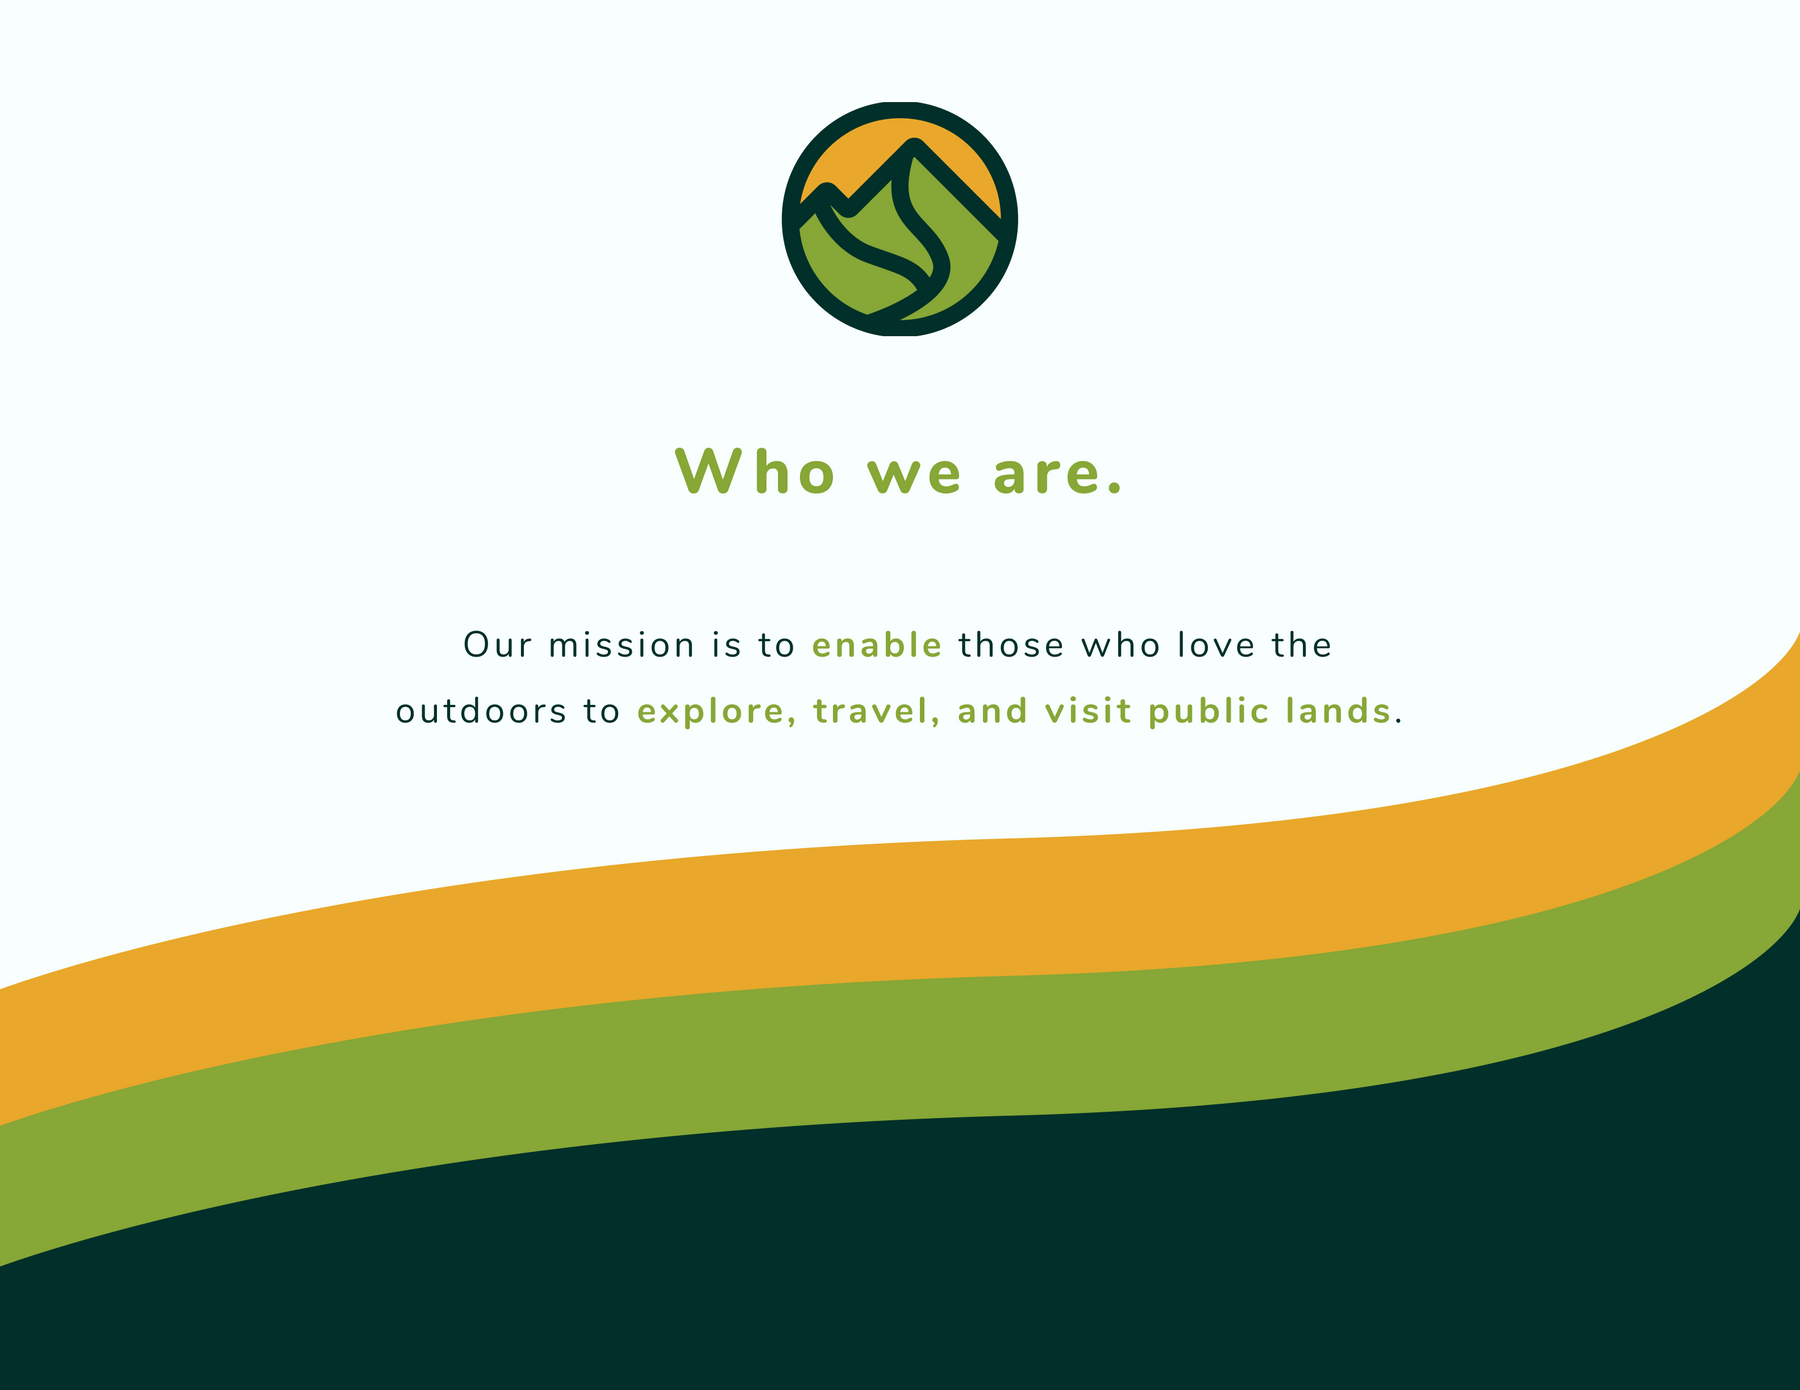 Who we are.
Our mission is to enable those who love the
outdoors to explore, travel, and visit public lands.